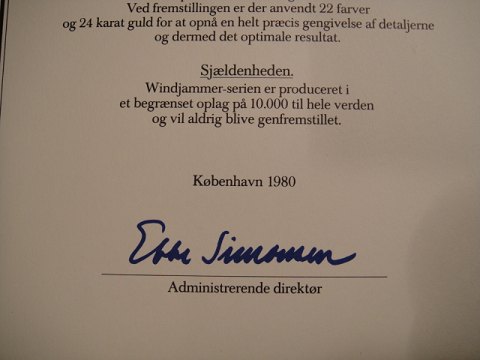 Ved fremstillingen er der anvendt 22 farver
og 24 karat guld for at opnå en helt præcis gengivelse af detaljerne
og dermed det optimale resultat.
Sjældenheden.
Windjammer-serien er produceret i
et begrænset oplag på 10.000 til hele verden
og vil aldrig blive genfremstillet.
København 1980
Ebbe Simonsen
Administrerende direktør